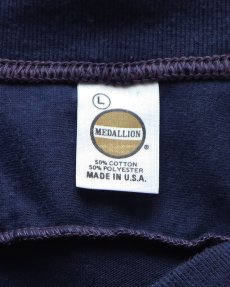 L
MEDALLION
®
50% COTTON
50% POLYESTER
MADE IN U.S.A.